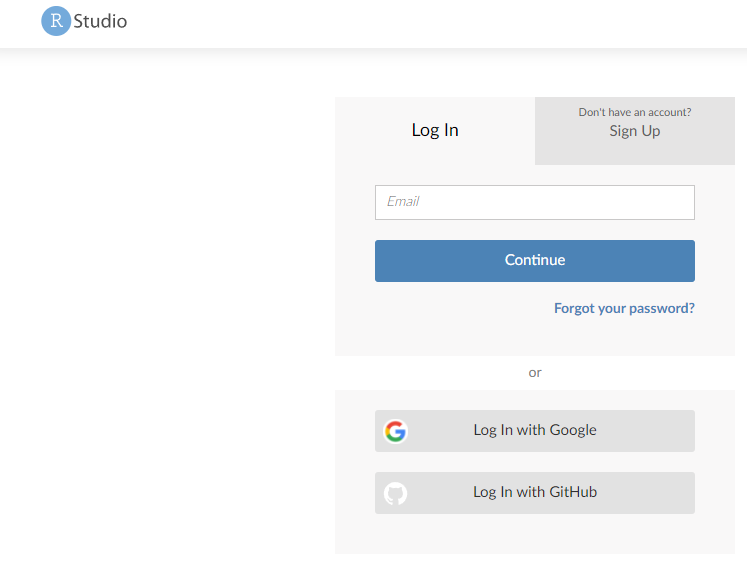 R Studio
Log In
Don't have an account?
Sign Up
Email
Continue
Forgot your password?
or
Log In with Google
Log In with GitHub